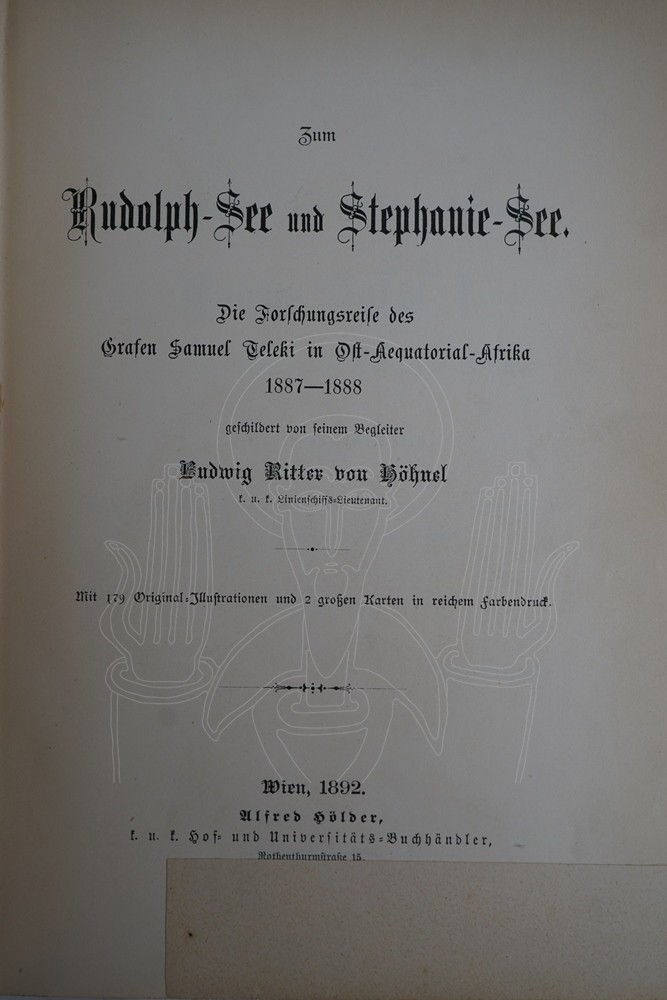 Zum
Rudolph-See und Stephanie-See.
Die Forschungsreise des
Grafen Samuel Teleki in Ost-Aequatorial-Afrika
1887—1888
geschildert von seinem Begleiter
Ludwig Ritter von Höhnel
k. u. k. Linienschiffs-Lieutenant.
Mit 179 Original-Illustrationen und 2 großen Karten in reichem Farbendruck.
Wien, 1892.
Alfred Hölder,
k. u. k. Hof- und Universitäts-Buchhändler,
Rothenthurmstraße 15.